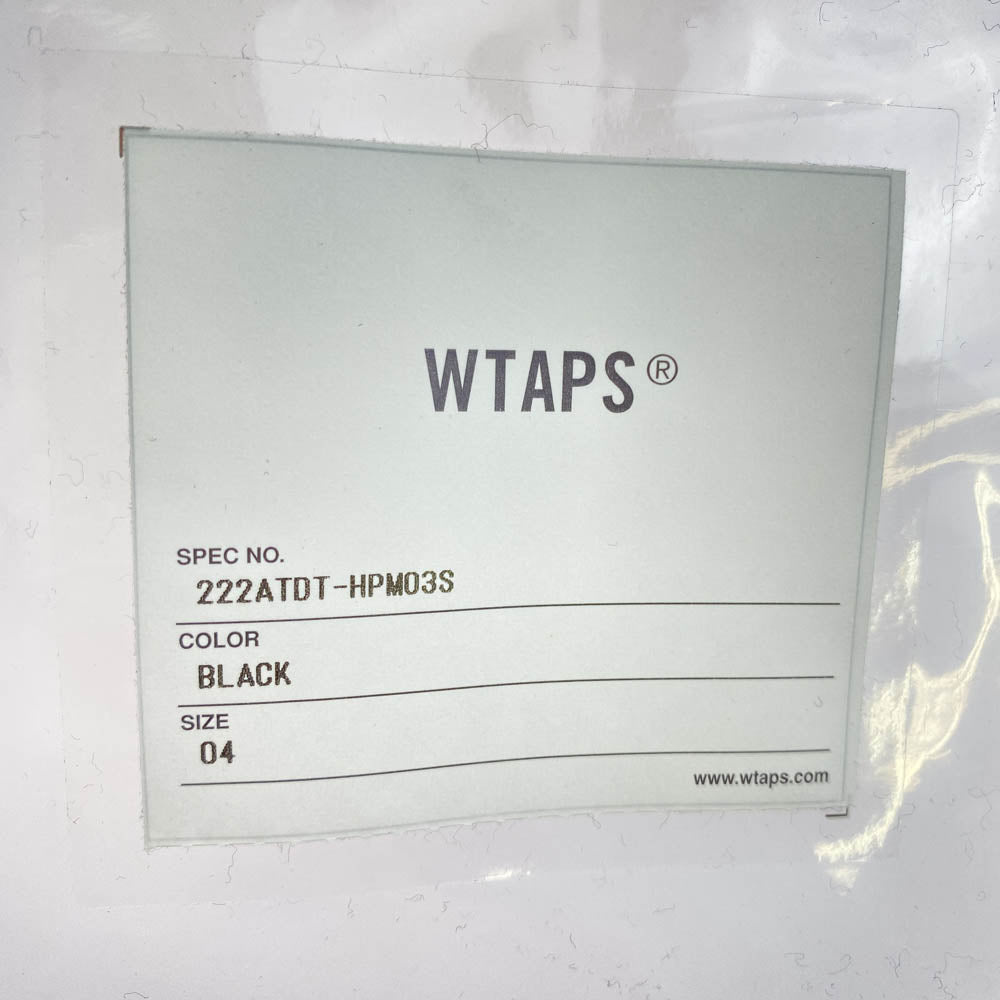 WTAPS®
SPEC NO.
222ATDT-HPM03S
COLOR
BLACK
SIZE
04
www.wtaps.com